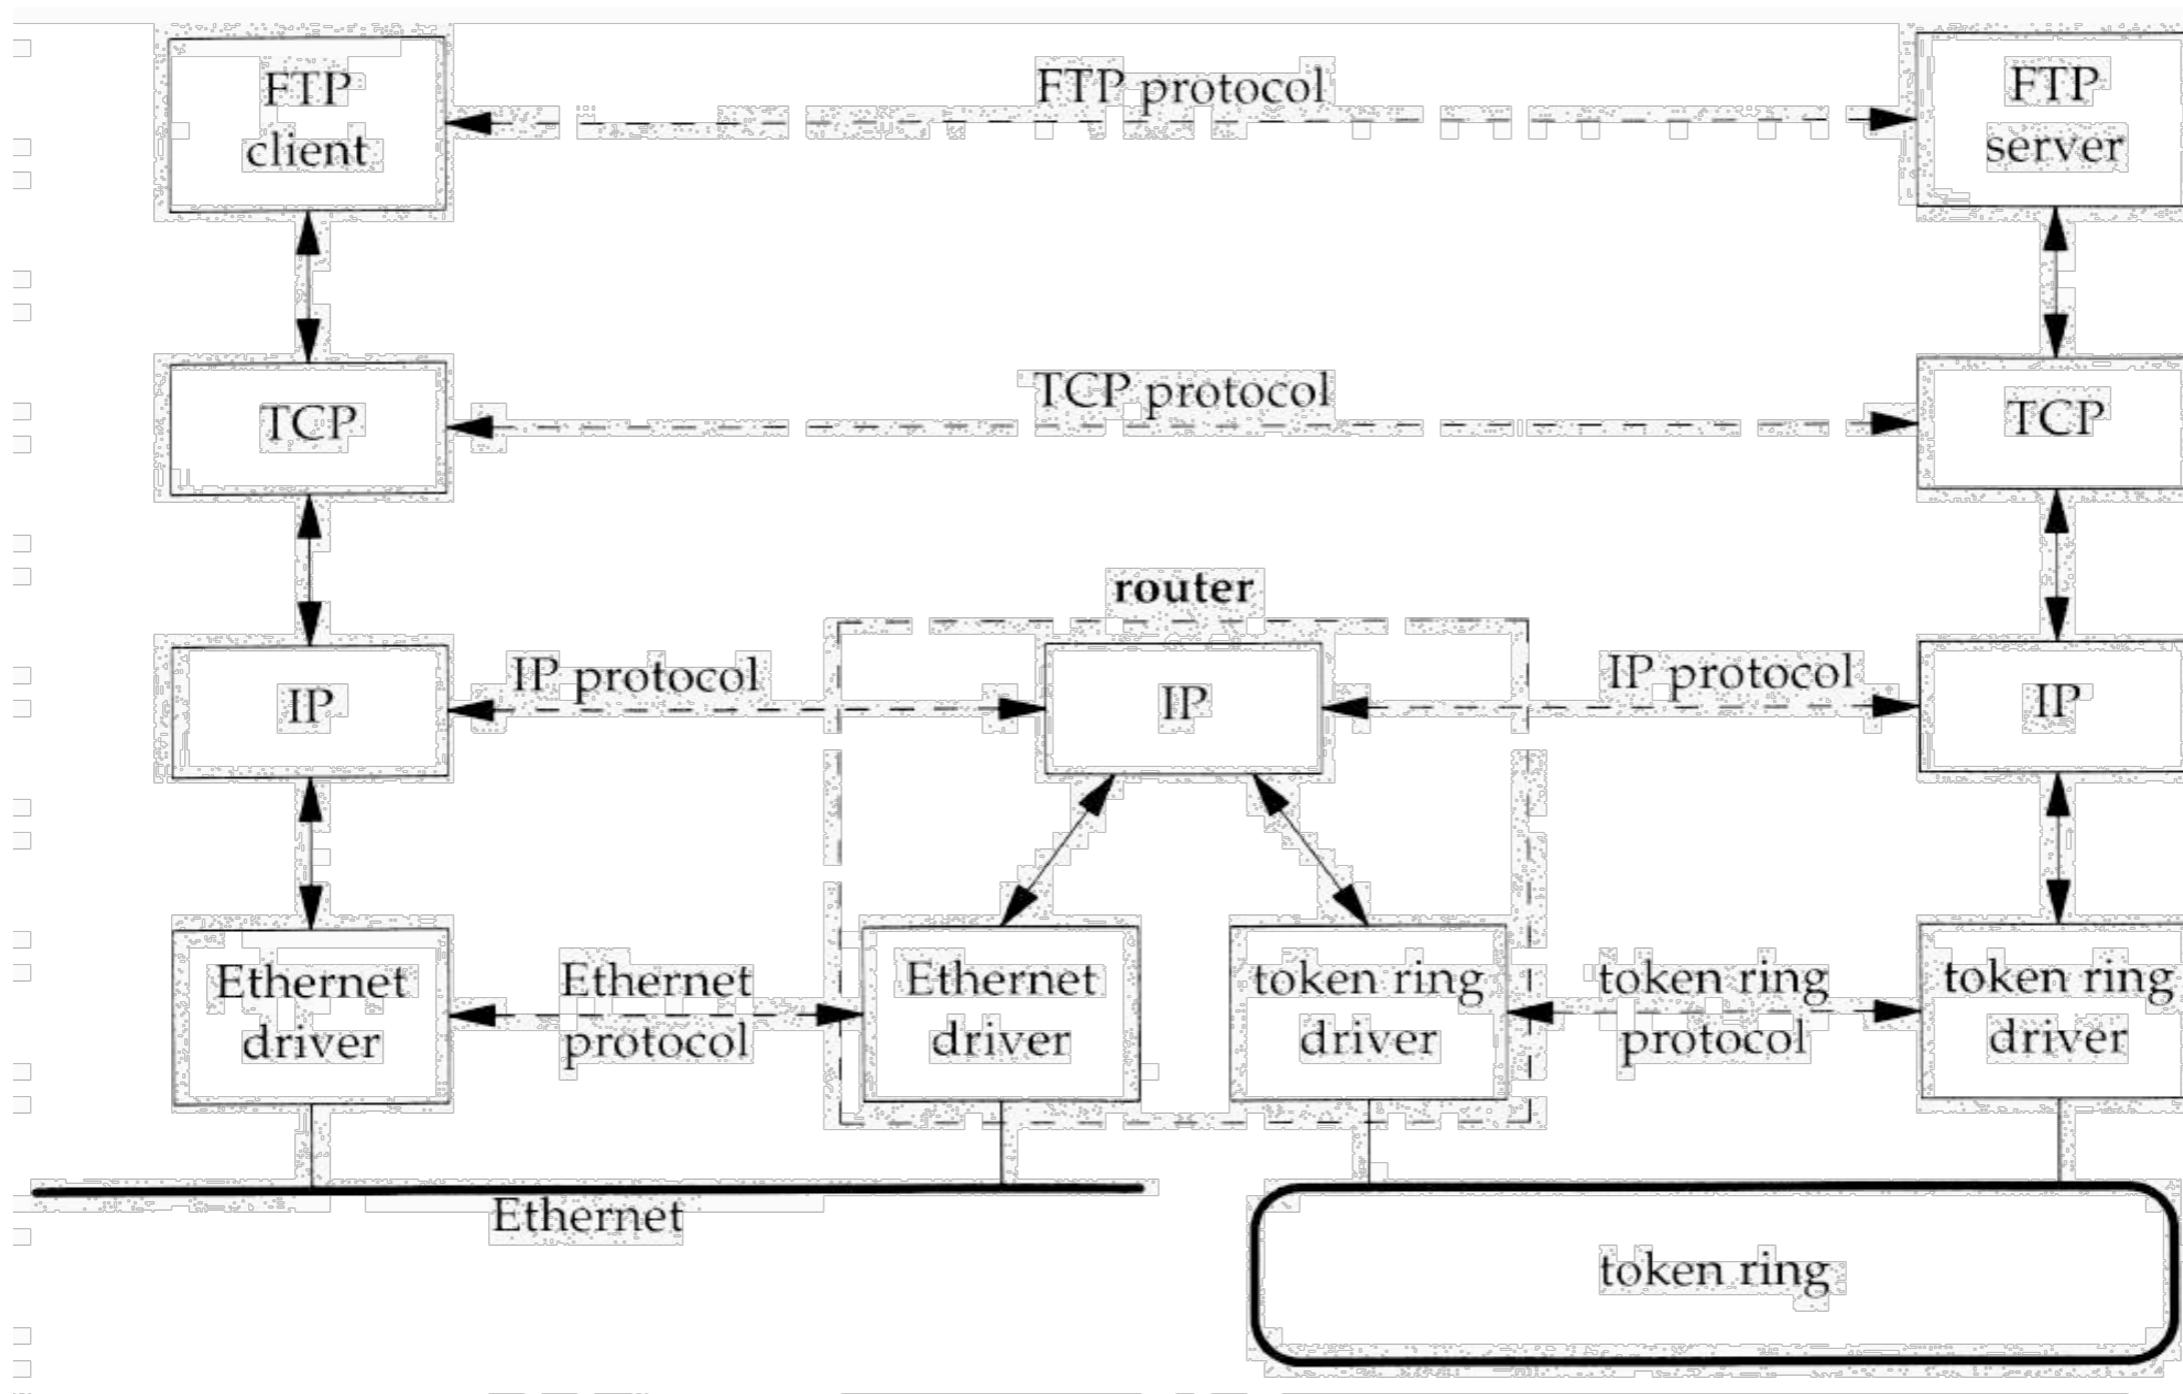 FTP
client
FTP protocol
FTP
server
TCP
TCP protocol
TCP
router
IP
IP protocol
IP
IP protocol
IP
Ethernet
driver
Ethernet
protocol
Ethernet
driver
token ring
driver
token ring
protocol
token ring
driver
Ethernet
token ring